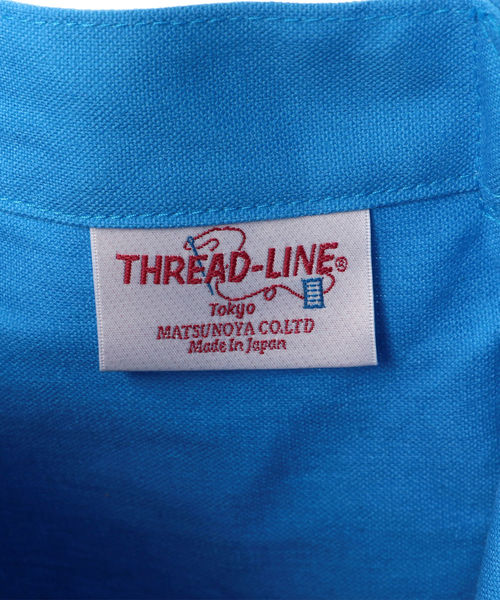 THREAD-LINE®
Tokyo
MATSUNOYA CO.LTD
Made In Japan